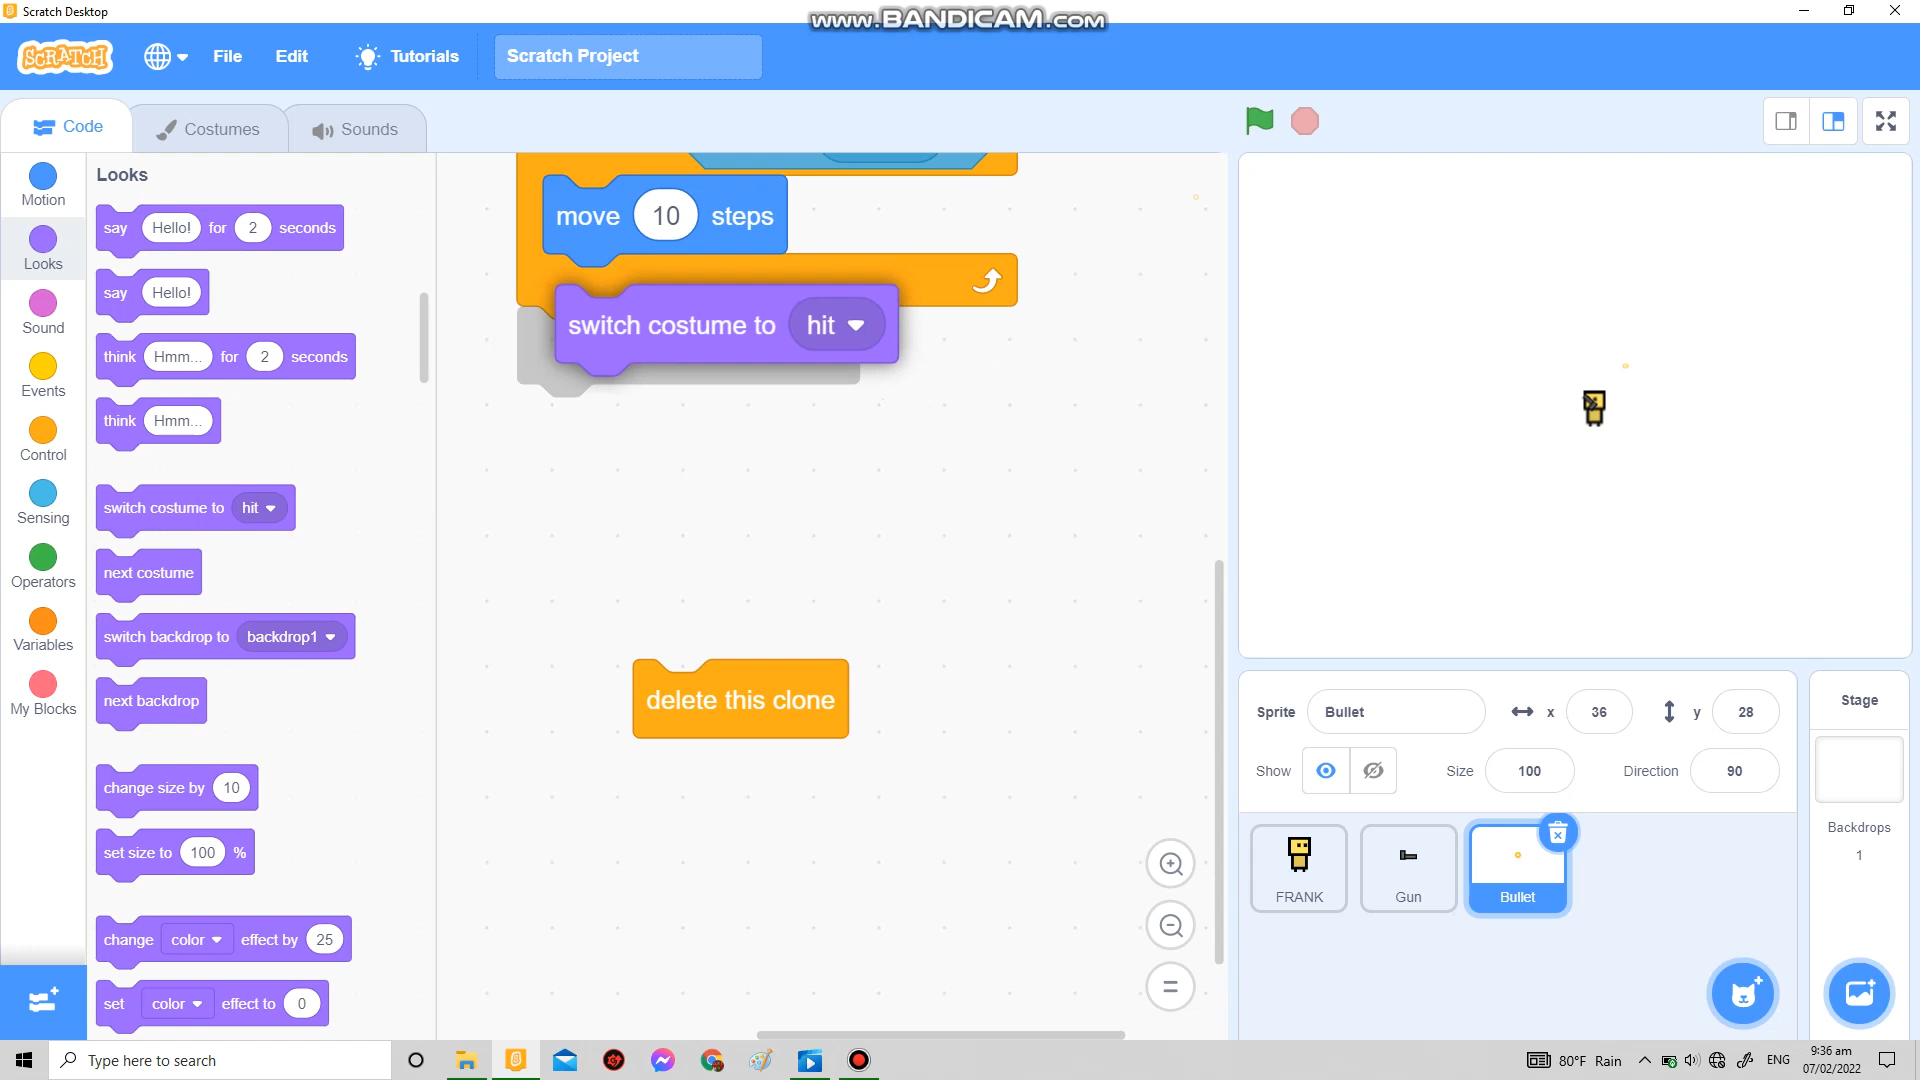 Scratch Desktop
www.BANDICAM.com
SCRATCH
File
Edit
Tutorials
Scratch Project
Code
Costumes
Sounds
Motion
Looks
Sound
Events
Control
Sensing
Operators
Variables
My Blocks
Looks
say Hello! for 2 seconds
say Hello!
think Hmm... for 2 seconds
think Hmm...
switch costume to hit
next costume
switch backdrop to backdrop1
next backdrop
change size by 10
set size to 100 %
change color effect by 25
set color effect to 0
move 10 steps
switch costume to hit
delete this clone
Sprite Bullet x 36 y 28
Show Size 100 Direction 90
FRANK
Gun
Bullet
Stage
Backdrops
1
Type here to search
80°F Rain
ENG
9:36 am
07/02/2022